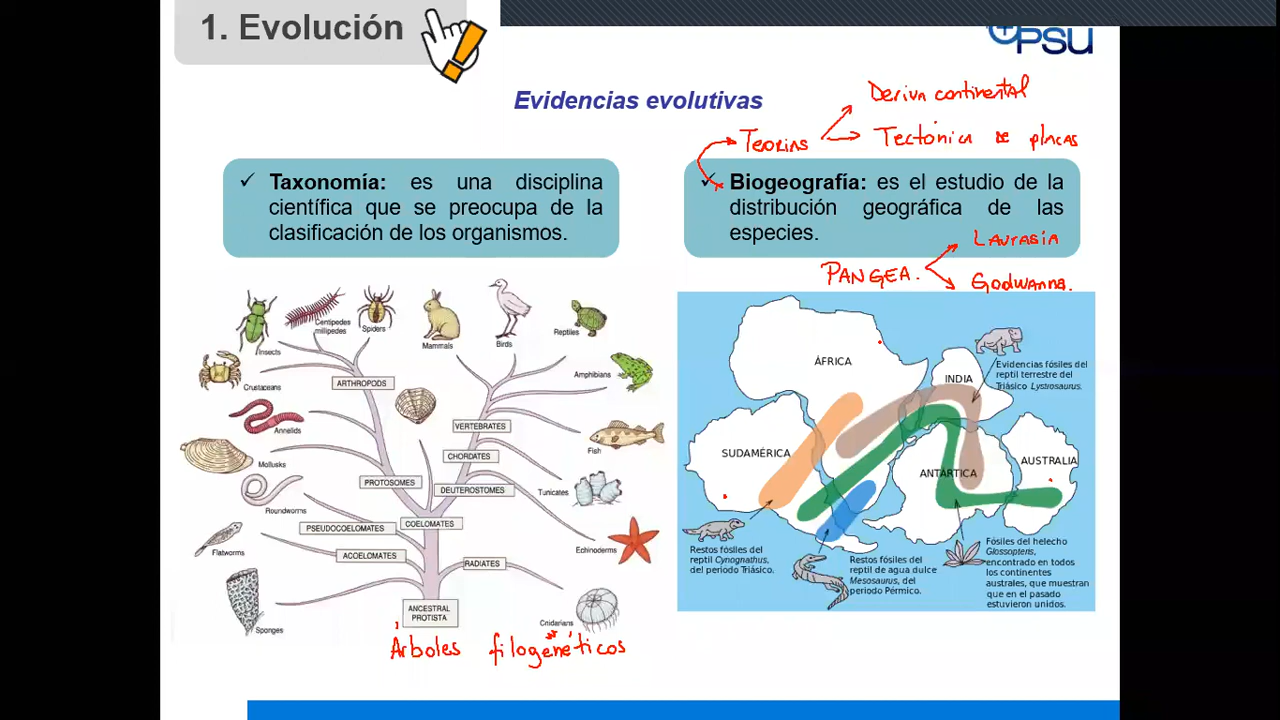 1. Evolución
PSU
Evidencias evolutivas
Deriva continental
Teorías
Tectónica de placas
✓ Taxonomía: es una disciplina
científica que se preocupa de la
clasificación de los organismos.
✓ Biogeografía: es el estudio de la
distribución geográfica de las
especies.
LAURASIA
PANGEA.
GODWANNA.
Insects
Centipedes
millipedes
Spiders
Mammals
Birds
Reptiles
Crustaceans
ARTHROPODS
Amphibians
Annelids
VERTEBRATES
Fish
Mollusks
CHORDATES
PROTOSOMES
DEUTEROSTOMES
Tunicates
Roundworms
PSEUDOCOELOMATES
COELOMATES
Flatworms
ACOELOMATES
RADIATES
Echinoderms
Sponges
ANCESTRAL
PROTISTA
Cnidarians
Árboles filogenéticos
ÁFRICA
INDIA
SUDAMÉRICA
ANTÁRTICA
AUSTRALIA
Evidencias fósiles del
reptil terrestre del
Triásico Lystrosaurus.
Restos fósiles del
reptil Cynognathus,
del periodo Triásico.
Restos fósiles del
reptil de agua dulce
Mesosaurus, del
periodo Pérmico.
Fósiles del helecho
Glossopteris,
encontrado en todos
los continentes
australes, que muestran
que en el pasado
estuvieron unidos.